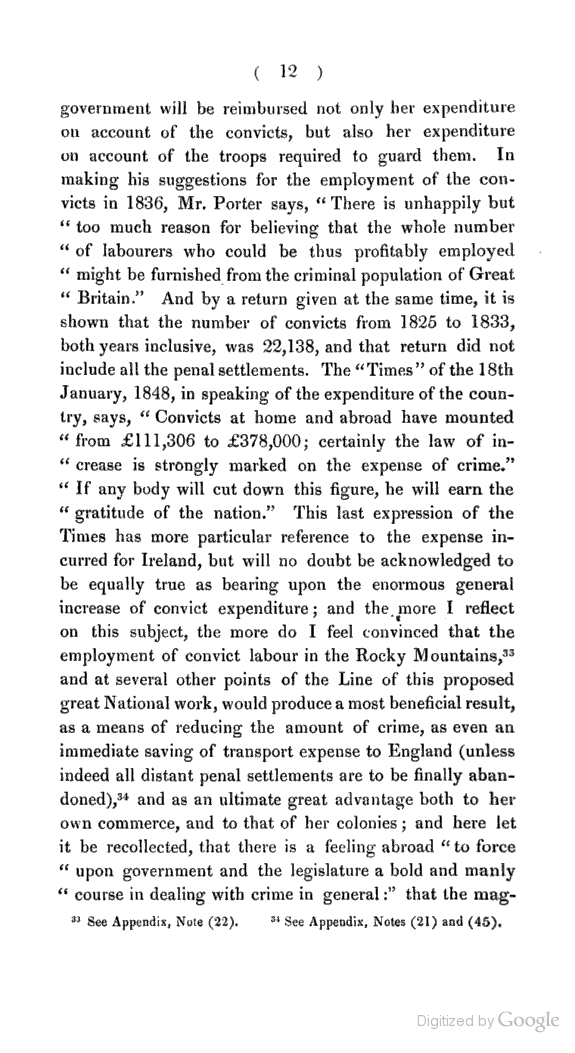 ( 12 )
government will be reimbursed not only her expenditure
on account of the convicts, but also her expenditure
on account of the troops required to guard them. In
making his suggestions for the employment of the con-
victs in 1836, Mr. Porter says, “ There is unhappily but
“ too much reason for believing that the whole number
“ of labourers who could be thus profitably employed
“ might be furnished from the criminal population of Great
“ Britain.” And by a return given at the same time, it is
shown that the number of convicts from 1825 to 1833,
both years inclusive, was 22,138, and that return did not
include all the penal settlements. The “Times” of the 18th
January, 1848, in speaking of the expenditure of the coun-
try, says, “ Convicts at home and abroad have mounted
“ from £111,306 to £378,000; certainly the law of in-
“ crease is strongly marked on the expense of crime.”
“ If any body will cut down this figure, he will earn the
“ gratitude of the nation.” This last expression of the
Times has more particular reference to the expense in-
curred for Ireland, but will no doubt be acknowledged to
be equally true as bearing upon the enormous general
increase of convict expenditure ; and the more I reflect
on this subject, the more do I feel convinced that the
employment of convict labour in the Rocky Mountains,³³
and at several other points of the Line of this proposed
great National work, would produce a most beneficial result,
as a means of reducing the amount of crime, as even an
immediate saving of transport expense to England (unless
indeed all distant penal settlements are to be finally aban-
doned),³⁴ and as an ultimate great advantage both to her
own commerce, and to that of her colonies ; and here let
it be recollected, that there is a feeling abroad “ to force
“ upon government and the legislature a bold and manly
“ course in dealing with crime in general :” that the mag-
³³ See Appendix, Note (22). ³⁴ See Appendix, Notes (21) and (45).
Digitized by Google